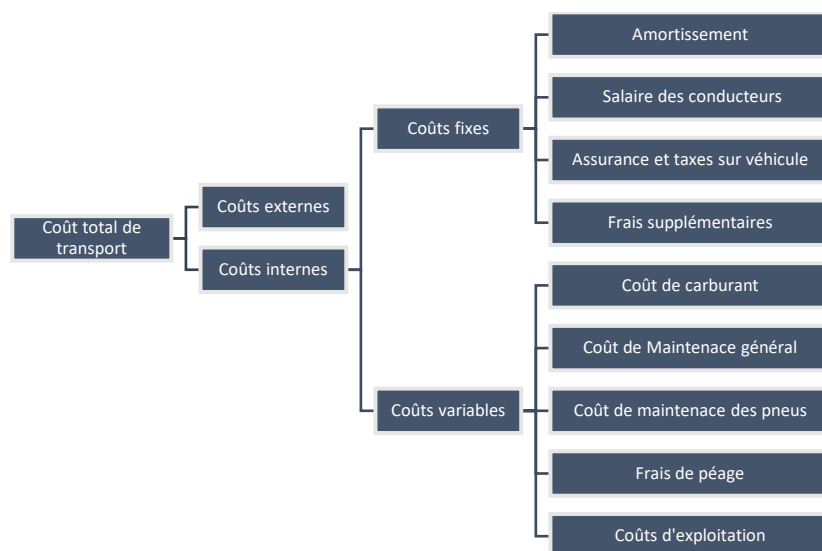 Coût total de
transport
Coûts externes
Coûts internes
Coûts fixes
Coûts variables
Amortissement
Salaire des conducteurs
Assurance et taxes sur véhicule
Frais supplémentaires
Coût de carburant
Coût de Maintenace général
Coût de maintenace des pneus
Frais de péage
Coûts d'exploitation